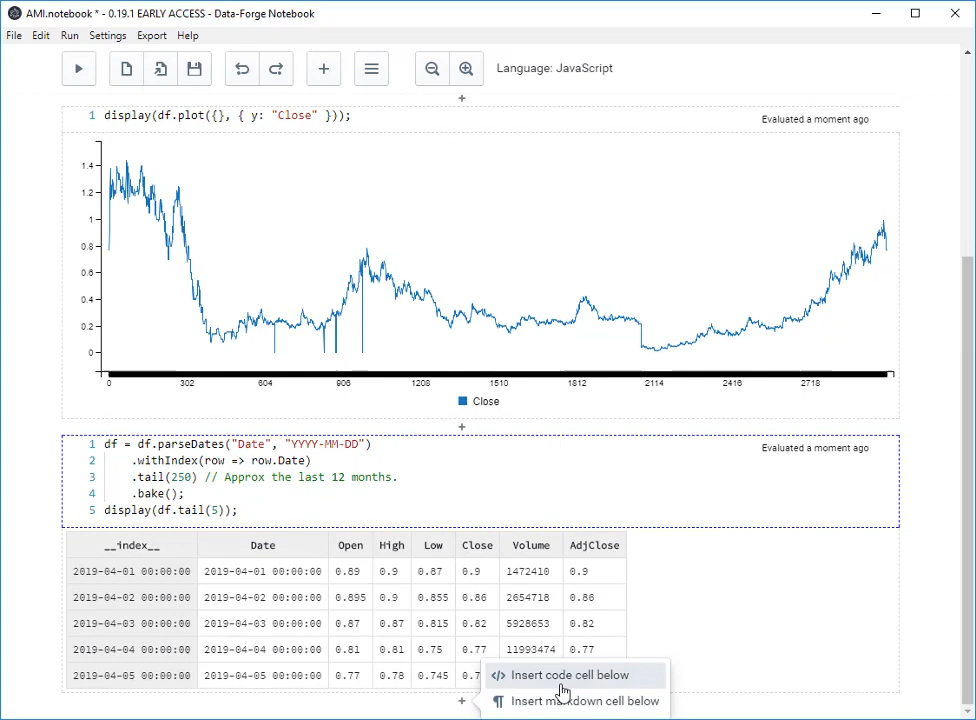 AMI.notebook * - 0.19.1 EARLY ACCESS - Data-Forge Notebook
File Edit Run Settings Export Help
Language: JavaScript
1 display(df.plot({}, { y: "Close" }));
Evaluated a moment ago
1.4
1.2
1
0.8
0.6
0.4
0.2
0
0 302 604 906 1208 1510 1812 2114 2416 2718
Close
1 df = df.parseDates("Date", "YYYY-MM-DD")
Evaluated a moment ago
2 .withIndex(row => row.Date)
3 .tail(250) // Approx the last 12 months.
4 .bake();
5 display(df.tail(5));
__index__ Date Open High Low Close Volume AdjClose
2019-04-01 00:00:00 2019-04-01 00:00:00 0.89 0.9 0.87 0.9 1472410 0.9
2019-04-02 00:00:00 2019-04-02 00:00:00 0.895 0.9 0.855 0.86 2654718 0.86
2019-04-03 00:00:00 2019-04-03 00:00:00 0.87 0.87 0.815 0.82 5928653 0.82
2019-04-04 00:00:00 2019-04-04 00:00:00 0.81 0.81 0.75 0.77 11993474 0.77
2019-04-05 00:00:00 2019-04-05 00:00:00 0.77 0.78 0.745
Insert code cell below
Insert markdown cell below